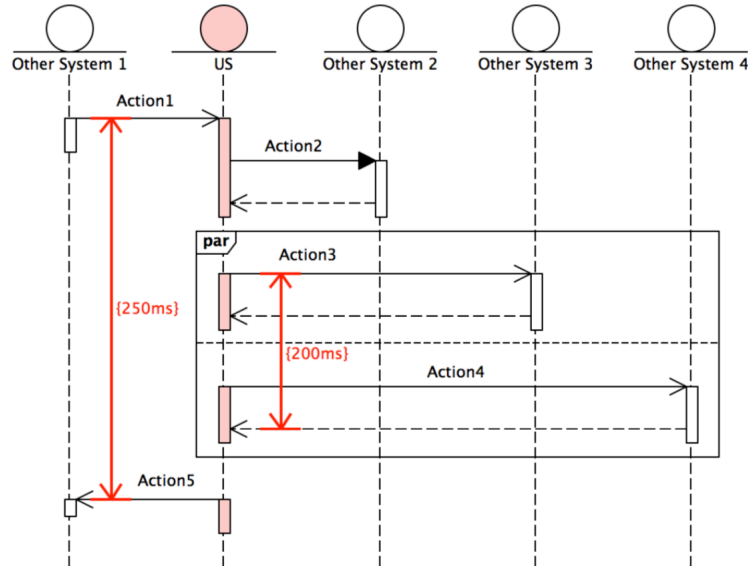 Other System 1
US
Other System 2
Other System 3
Other System 4
Action1
Action2
par
Action3
{250ms}
{200ms}
Action4
Action5